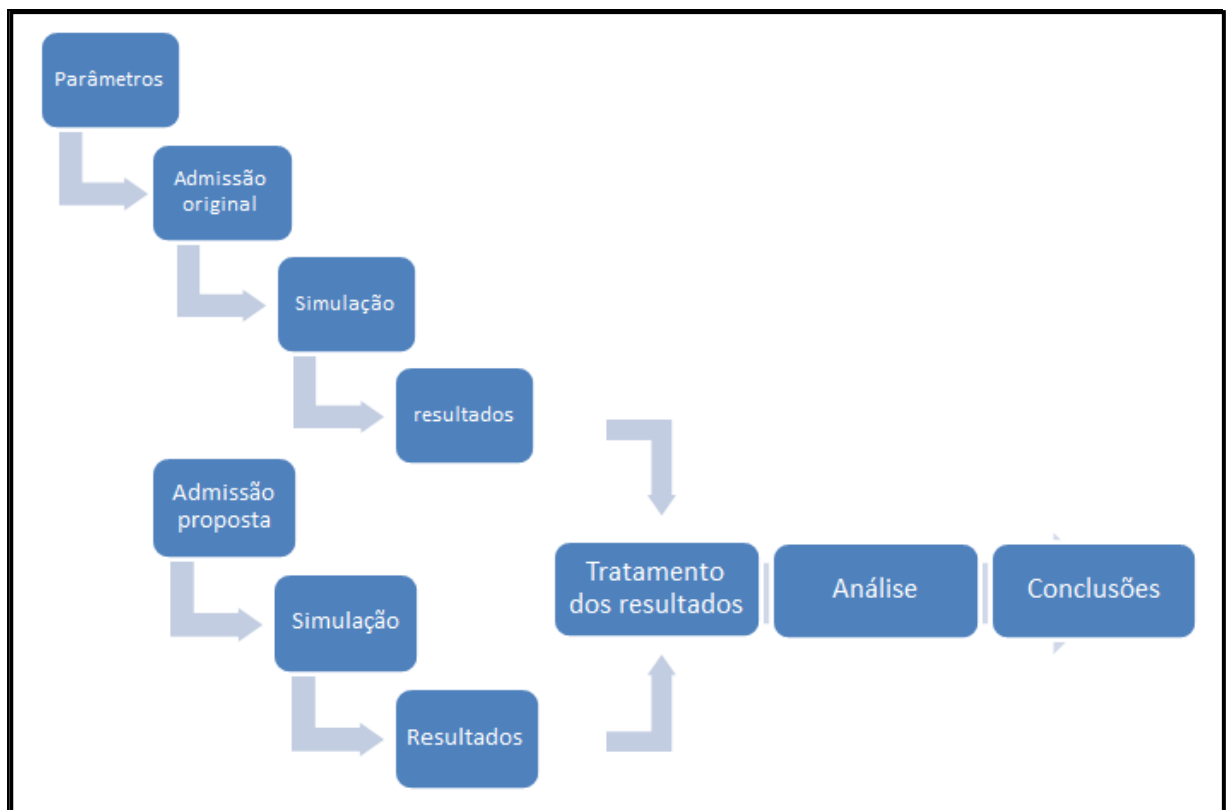 Parâmetros
Admissão
original
Simulação
resultados
Admissão
proposta
Simulação
Resultados
Tratamento
dos resultados
Análise
Conclusões